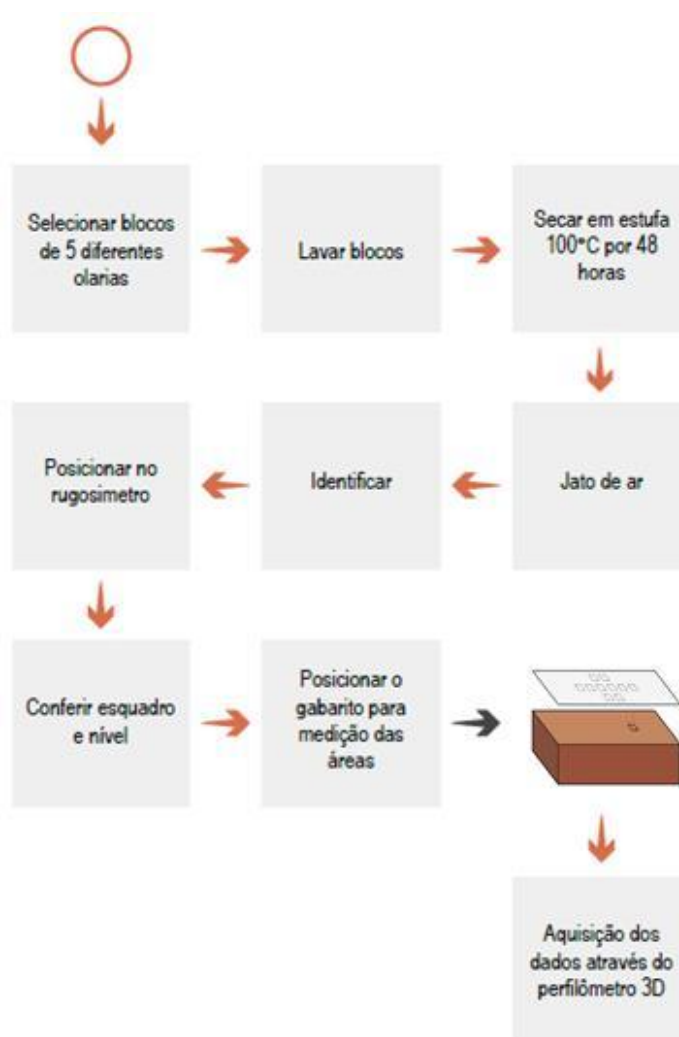 Selecionar blocos
de 5 diferentes
olarias
Lavar blocos
Secar em estufa
100°C por 48
horas
Jato de ar
Identificar
Posicionar no
rugosimetro
Conferir esquadro
e nível
Posicionar o
gabarito para
medição das
áreas
Aquisição dos
dados através do
perfilômetro 3D